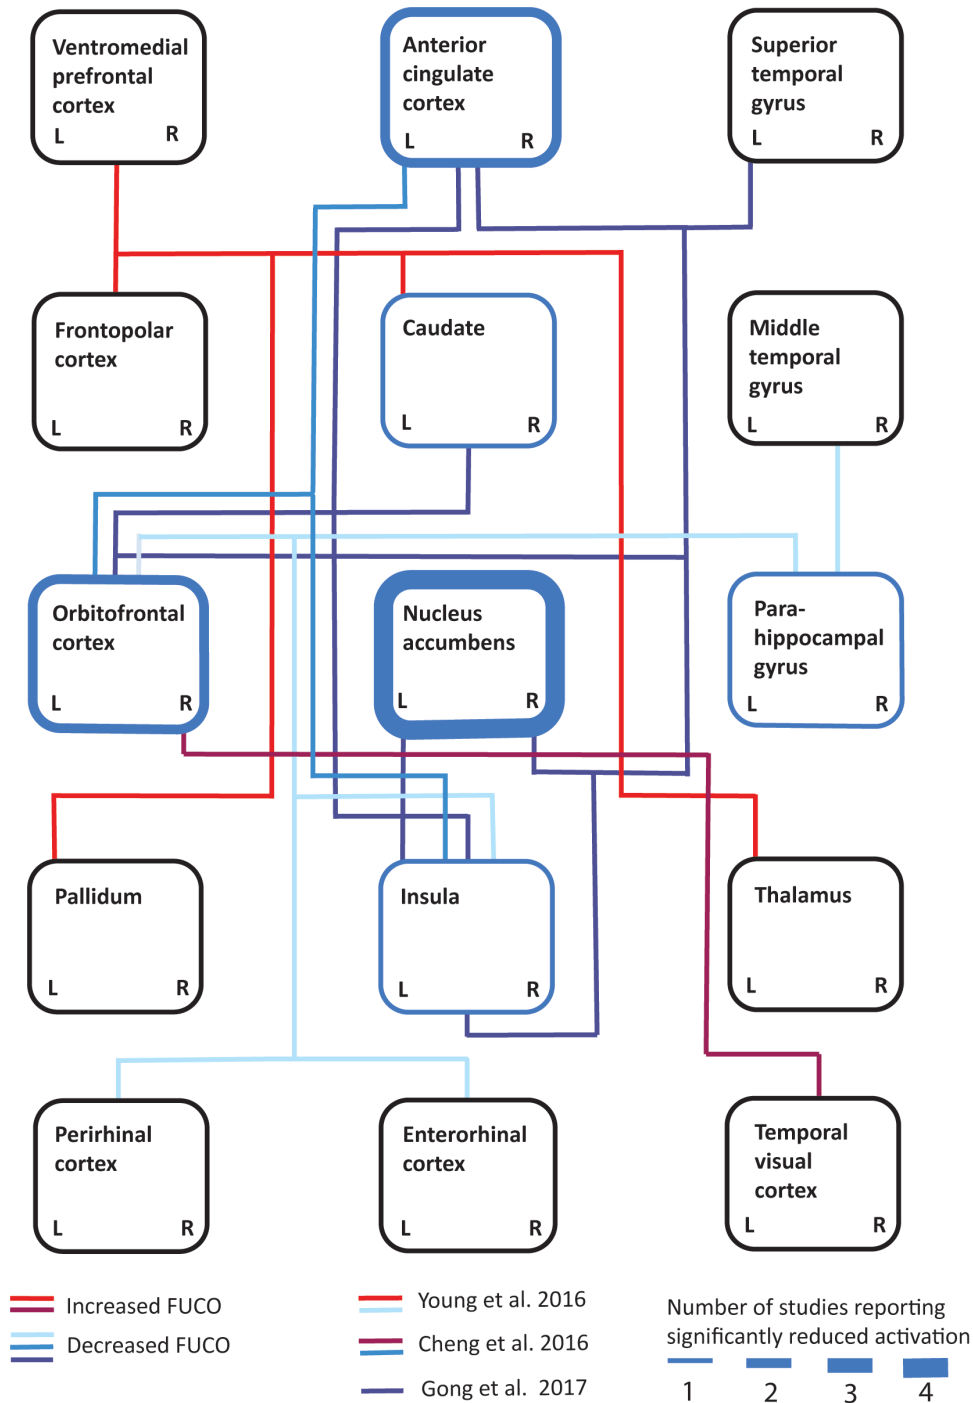 Ventromedial
prefrontal
cortex
L R
Anterior
cingulate
cortex
L R
Superior
temporal
gyrus
L R
Frontopolar
cortex
L R
Caudate
L R
Middle
temporal
gyrus
L R
Orbitofrontal
cortex
L R
Nucleus
accumbens
L R
Para-
hippocampal
gyrus
L R
Pallidum
L R
Insula
L R
Thalamus
L R
Perirhinal
cortex
L R
Enterorhinal
cortex
L R
Temporal
visual
cortex
L R
Increased FUCO
Decreased FUCO
Young et al. 2016
Cheng et al. 2016
Gong et al. 2017
Number of studies reporting
significantly reduced activation
1 2 3 4